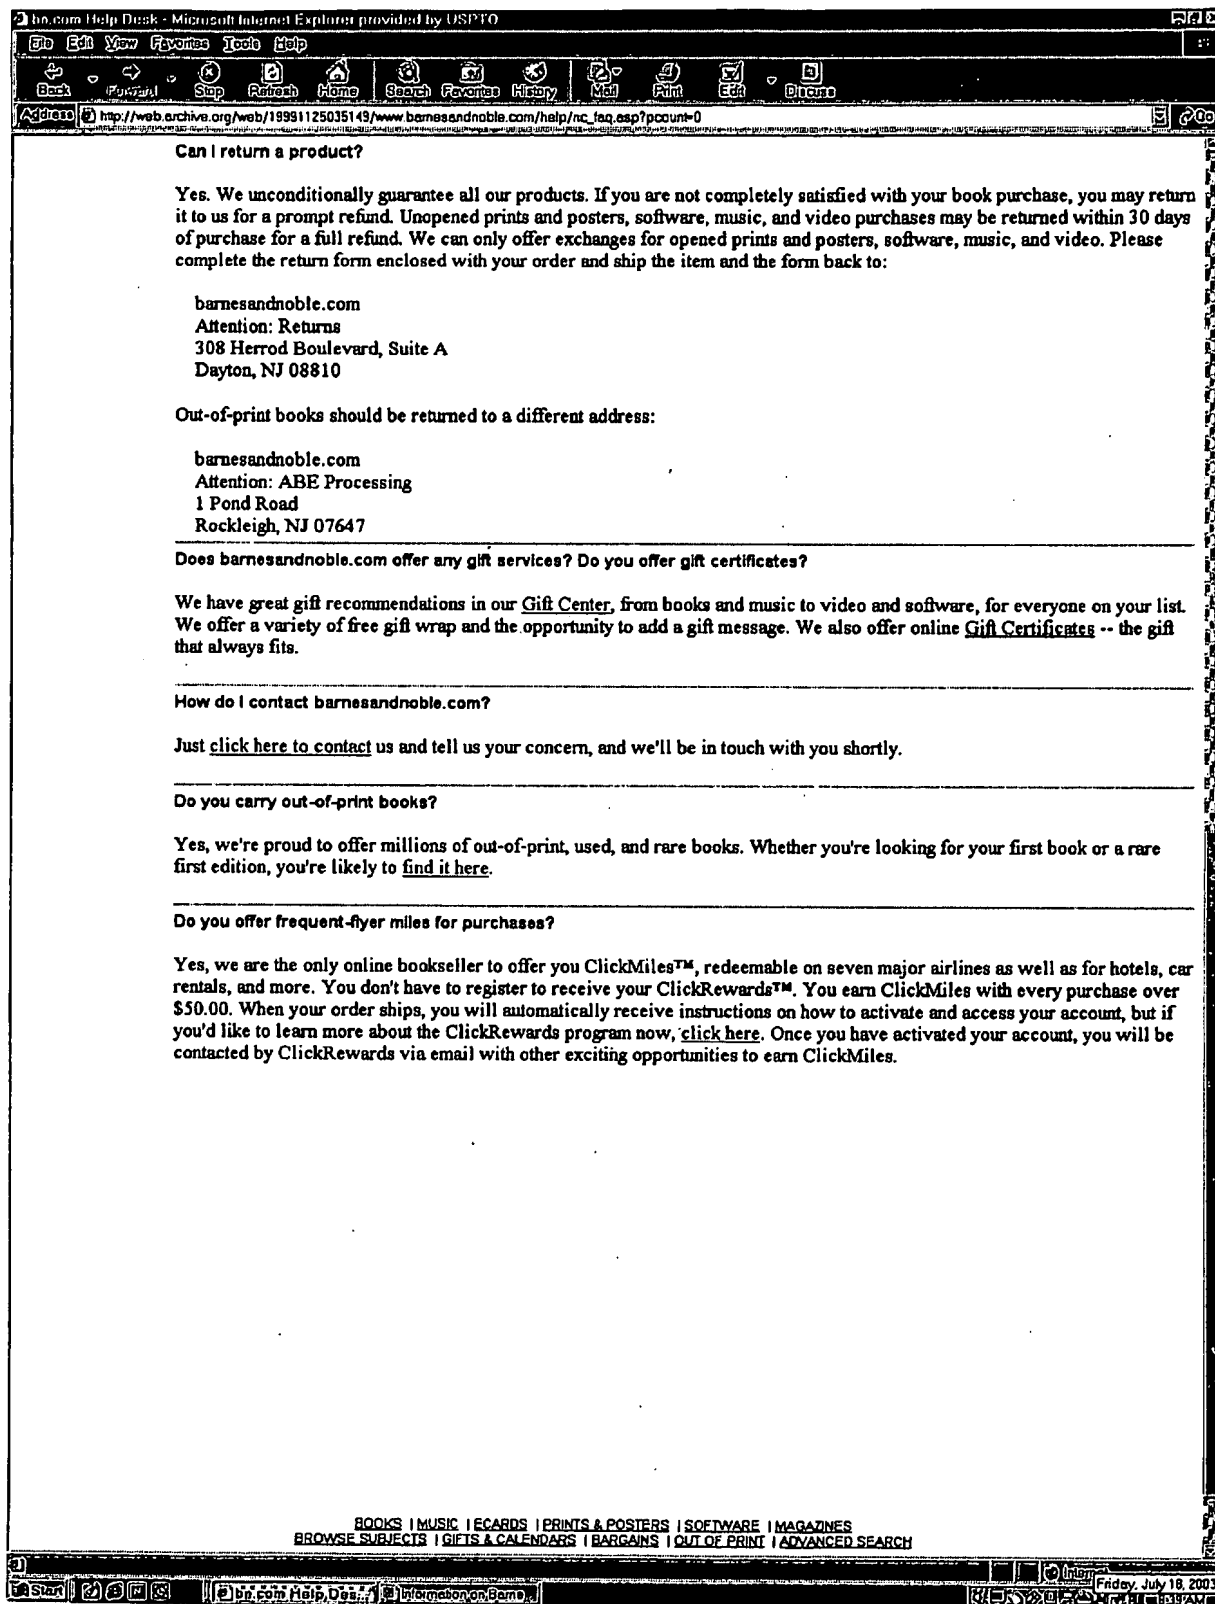 bn.com Help Desk - Microsoft Internet Explorer provided by USPTO
File Edit View Favorites Tools Help
Back Forward Stop Refresh Home Search Favorites History Mail Print Edit Discuss
Address http://web.archive.org/web/19991125035149/www.barnesandnoble.com/help/nc_faq.asp?pcount=0 Go
Can I return a product?
Yes. We unconditionally guarantee all our products. If you are not completely satisfied with your book purchase, you may return
it to us for a prompt refund. Unopened prints and posters, software, music, and video purchases may be returned within 30 days
of purchase for a full refund. We can only offer exchanges for opened prints and posters, software, music, and video. Please
complete the return form enclosed with your order and ship the item and the form back to:
barnesandnoble.com
Attention: Returns
308 Herrod Boulevard, Suite A
Dayton, NJ 08810
Out-of-print books should be returned to a different address:
barnesandnoble.com
Attention: ABE Processing
1 Pond Road
Rockleigh, NJ 07647
Does barnesandnoble.com offer any gift services? Do you offer gift certificates?
We have great gift recommendations in our Gift Center, from books and music to video and software, for everyone on your list.
We offer a variety of free gift wrap and the opportunity to add a gift message. We also offer online Gift Certificates -- the gift
that always fits.
How do I contact barnesandnoble.com?
Just click here to contact us and tell us your concern, and we'll be in touch with you shortly.
Do you carry out-of-print books?
Yes, we're proud to offer millions of out-of-print, used, and rare books. Whether you're looking for your first book or a rare
first edition, you're likely to find it here.
Do you offer frequent-flyer miles for purchases?
Yes, we are the only online bookseller to offer you ClickMiles™, redeemable on seven major airlines as well as for hotels, car
rentals, and more. You don't have to register to receive your ClickRewards™. You earn ClickMiles with every purchase over
$50.00. When your order ships, you will automatically receive instructions on how to activate and access your account, but if
you'd like to learn more about the ClickRewards program now, click here. Once you have activated your account, you will be
contacted by ClickRewards via email with other exciting opportunities to earn ClickMiles.
BOOKS | MUSIC | ECARDS | PRINTS & POSTERS | SOFTWARE | MAGAZINES
BROWSE SUBJECTS | GIFTS & CALENDARS | BARGAINS | OUT OF PRINT | ADVANCED SEARCH
Start bn.com Help Des... Information on Barne... Friday, July 18, 2003